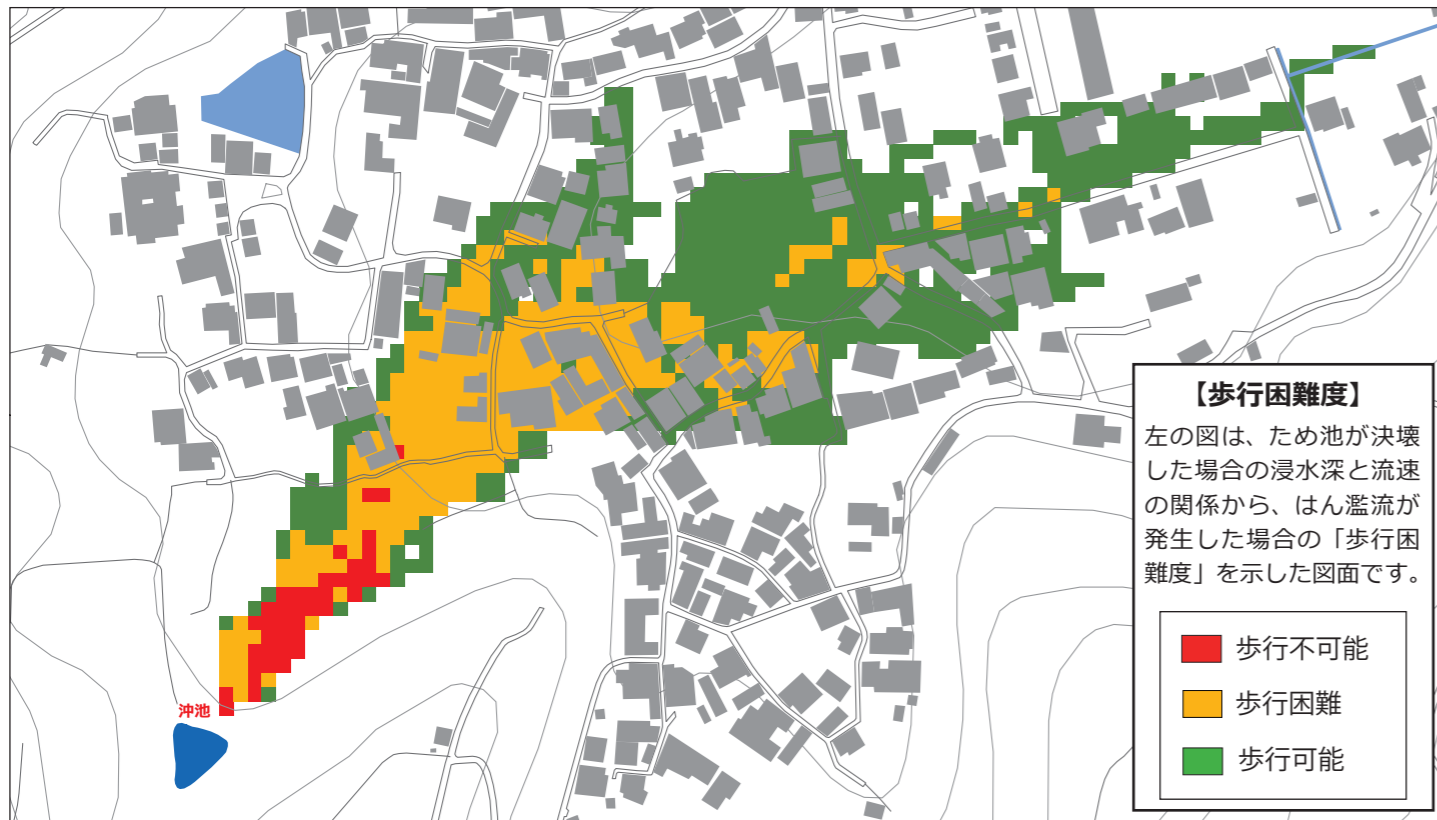 【歩行困難度】
左の図は、ため池が決壊
した場合の浸水深と流速
の関係から、はん濫流が
発生した場合の「歩行困
難度」を示した図面です。
歩行不可能
歩行困難
歩行可能
沖池